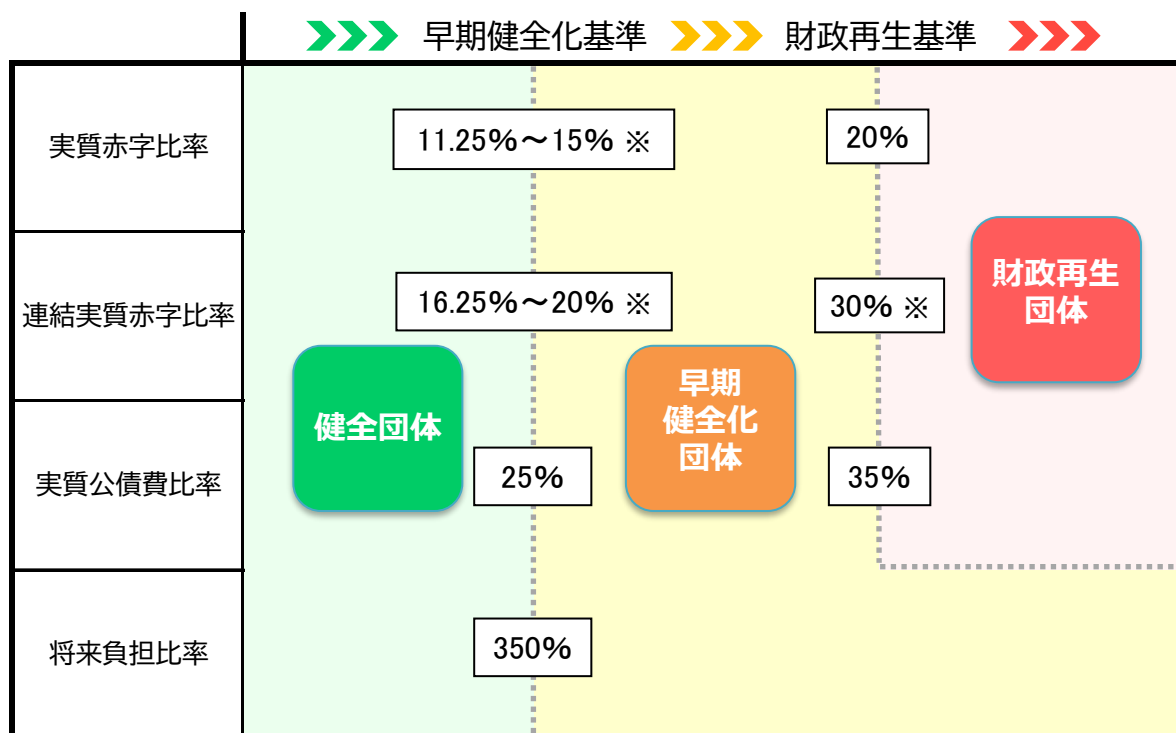 早期健全化基準 財政再生基準
実質赤字比率
11.25%~15% ※
20%
連結実質赤字比率
16.25%~20% ※
30% ※
財政再生
団体
健全団体
早期
健全化
団体
実質公債費比率
25%
35%
将来負担比率
350%